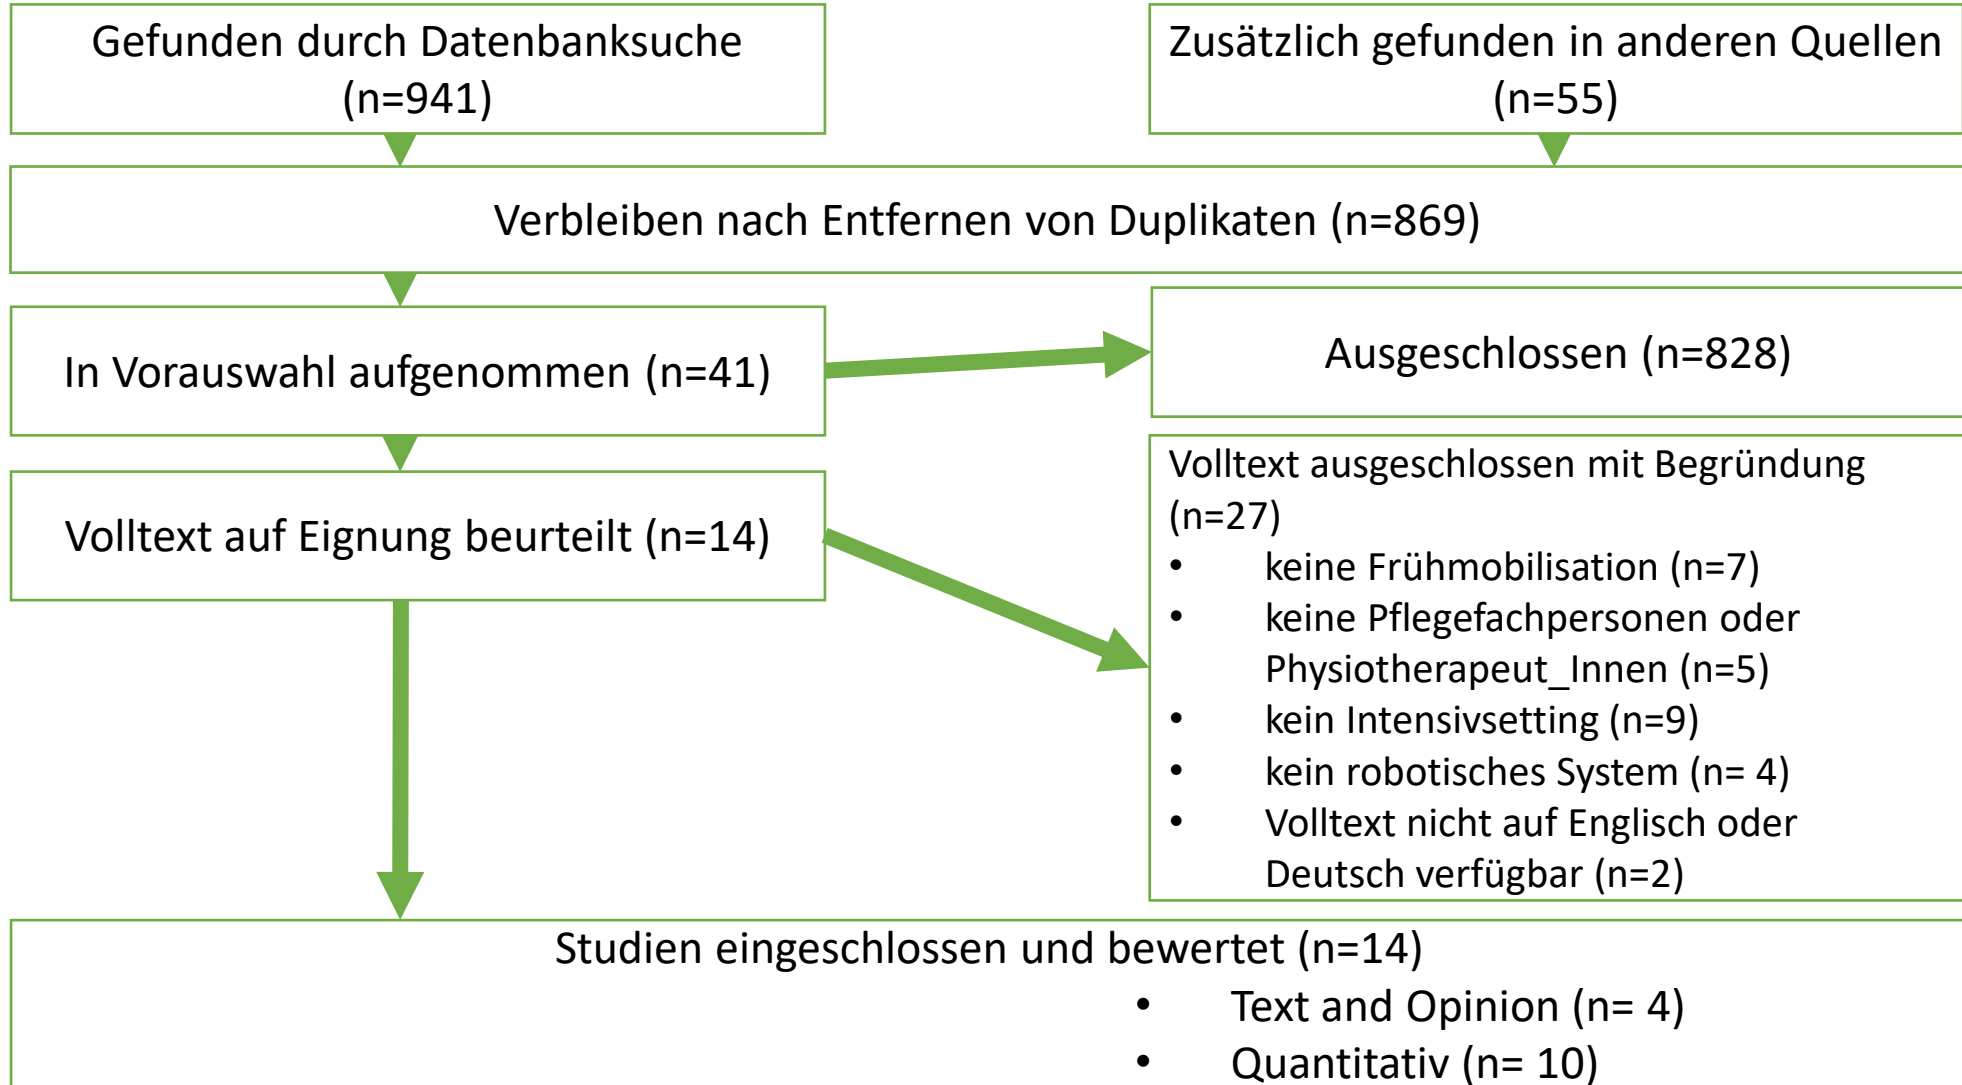 Gefunden durch Datenbanksuche
(n=941)
Zusätzlich gefunden in anderen Quellen
(n=55)
Verbleiben nach Entfernen von Duplikaten (n=869)
In Vorauswahl aufgenommen (n=41)
Ausgeschlossen (n=828)
Volltext auf Eignung beurteilt (n=14)
Volltext ausgeschlossen mit Begründung
(n=27)
• keine Frühmobilisation (n=7)
• keine Pflegefachpersonen oder
Physiotherapeut_Innen (n=5)
• kein Intensivsetting (n=9)
• kein robotisches System (n= 4)
• Volltext nicht auf Englisch oder
Deutsch verfügbar (n=2)
Studien eingeschlossen und bewertet (n=14)
• Text and Opinion (n= 4)
• Quantitativ (n= 10)